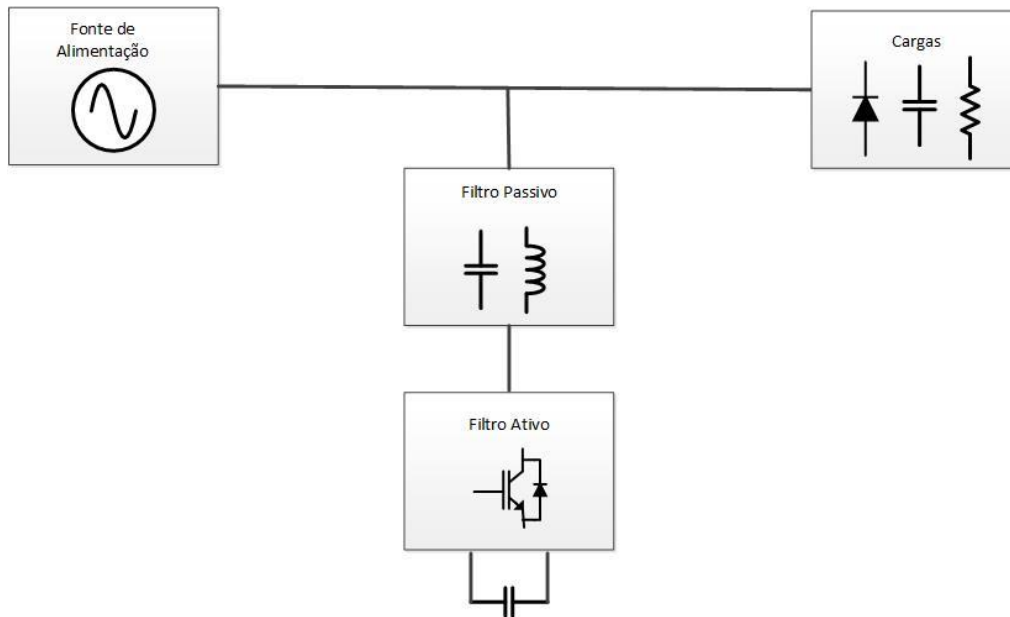 Fonte de
Alimentação
Cargas
Filtro Passivo
Filtro Ativo